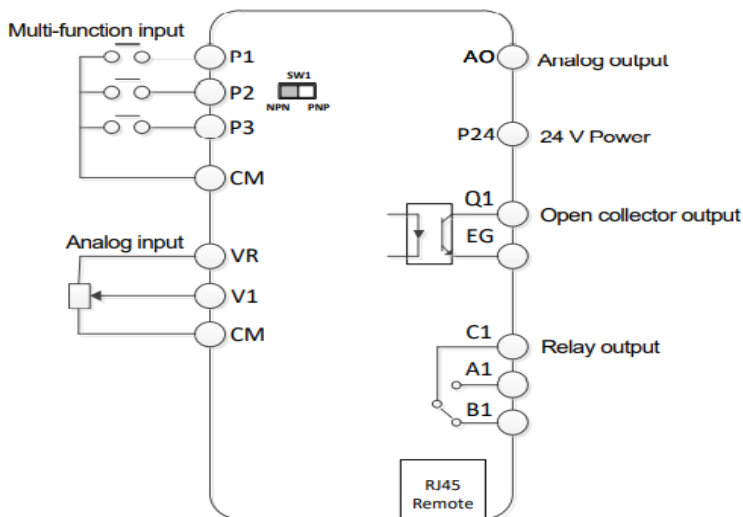 Multi-function input
P1
P2
P3
CM
SW1
NPN PNP
Analog input
VR
V1
CM
AO Analog output
P24 24 V Power
Q1 Open collector output
EG
C1 Relay output
A1
B1
RJ45
Remote